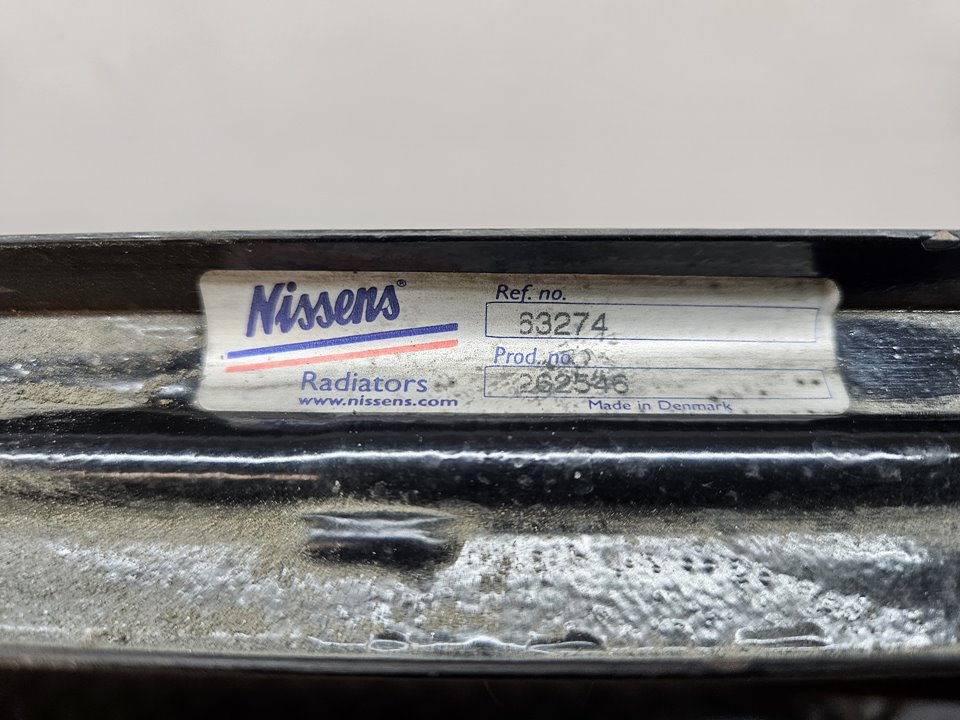 Nissens®
Radiators
www.nissens.com
Ref. no.
63274
Prod. no.
262546
Made in Denmark